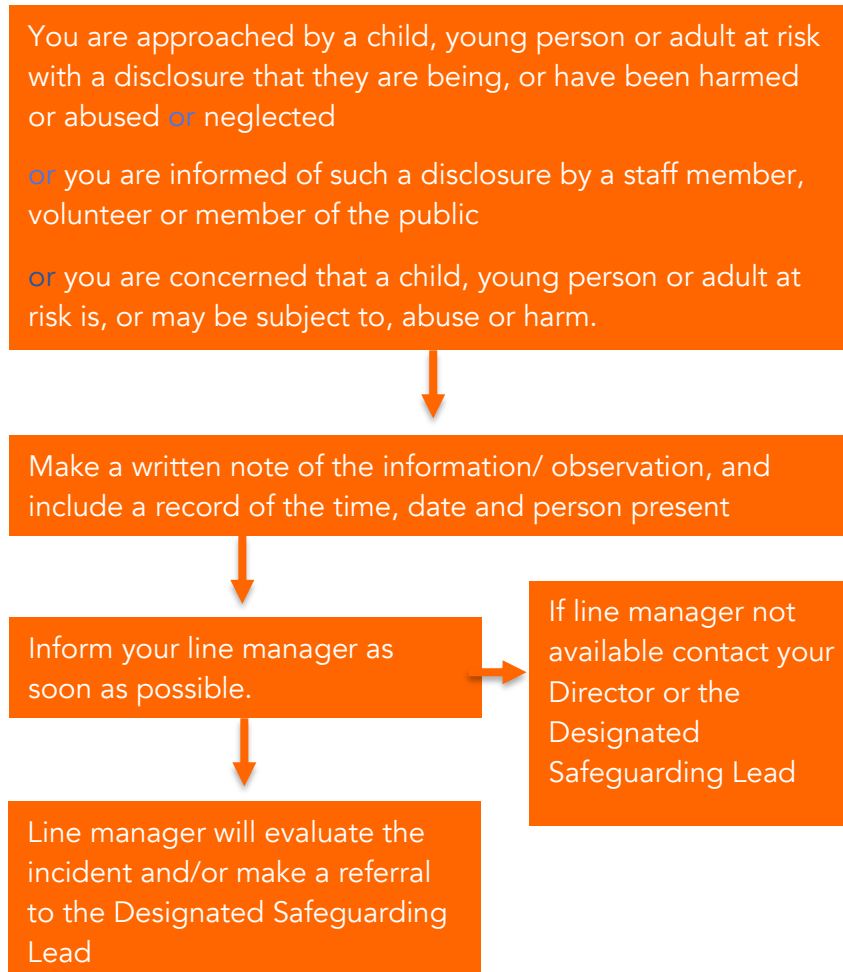 You are approached by a child, young person or adult at risk
with a disclosure that they are being, or have been harmed
or abused or neglected
or you are informed of such a disclosure by a staff member,
volunteer or member of the public
or you are concerned that a child, young person or adult at
risk is, or may be subject to, abuse or harm.
Make a written note of the information/ observation, and
include a record of the time, date and person present
Inform your line manager as
soon as possible.
If line manager not
available contact your
Director or the
Designated
Safeguarding Lead
Line manager will evaluate the
incident and/or make a referral
to the Designated Safeguarding
Lead